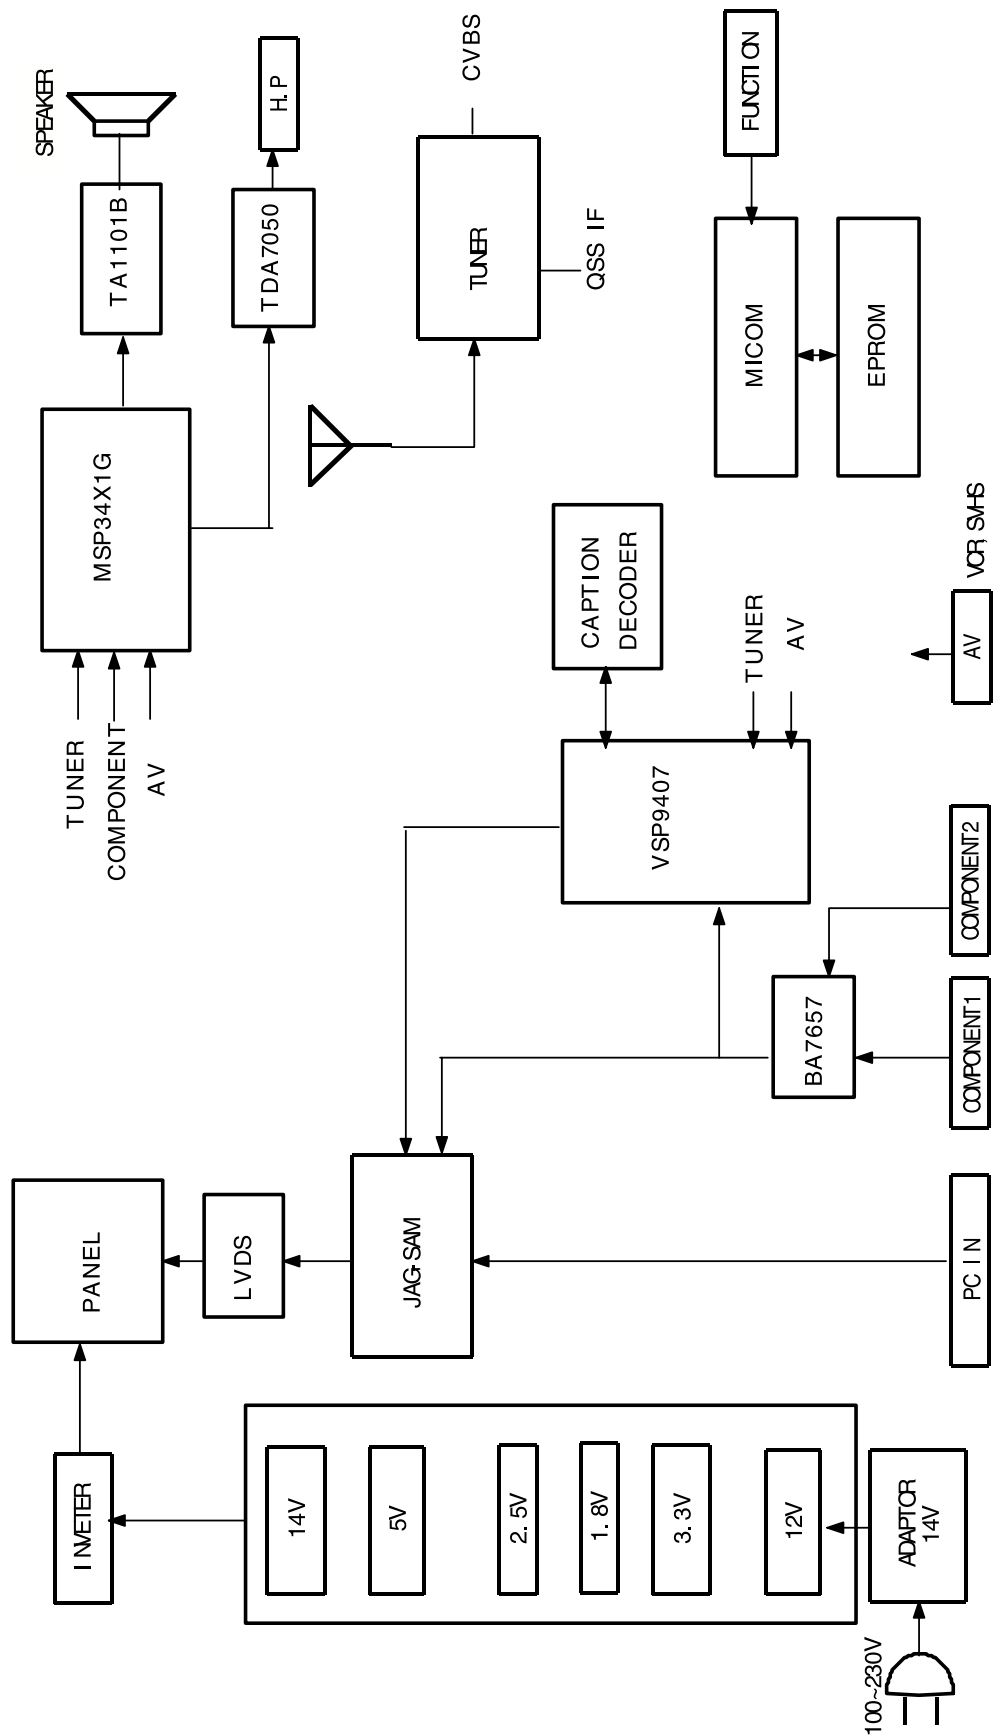 SPEAKER
TA1101B
H.P
TDA7050
MSP34X1G
TUNER
COMPONENT
AV
CVBS
TUNER
QSS IF
FUNCTION
MICOM
EPROM
CAPTION
DECODER
TUNER
AV
VSP9407
AV
VCR, SVHS
COMPONENT2
COMPONENT1
BA7657
PANEL
LVDS
JAG-SAM
PC IN
INVETER
14V
5V
2.5V
1.8V
3.3V
12V
ADAPTOR
14V
100~230V